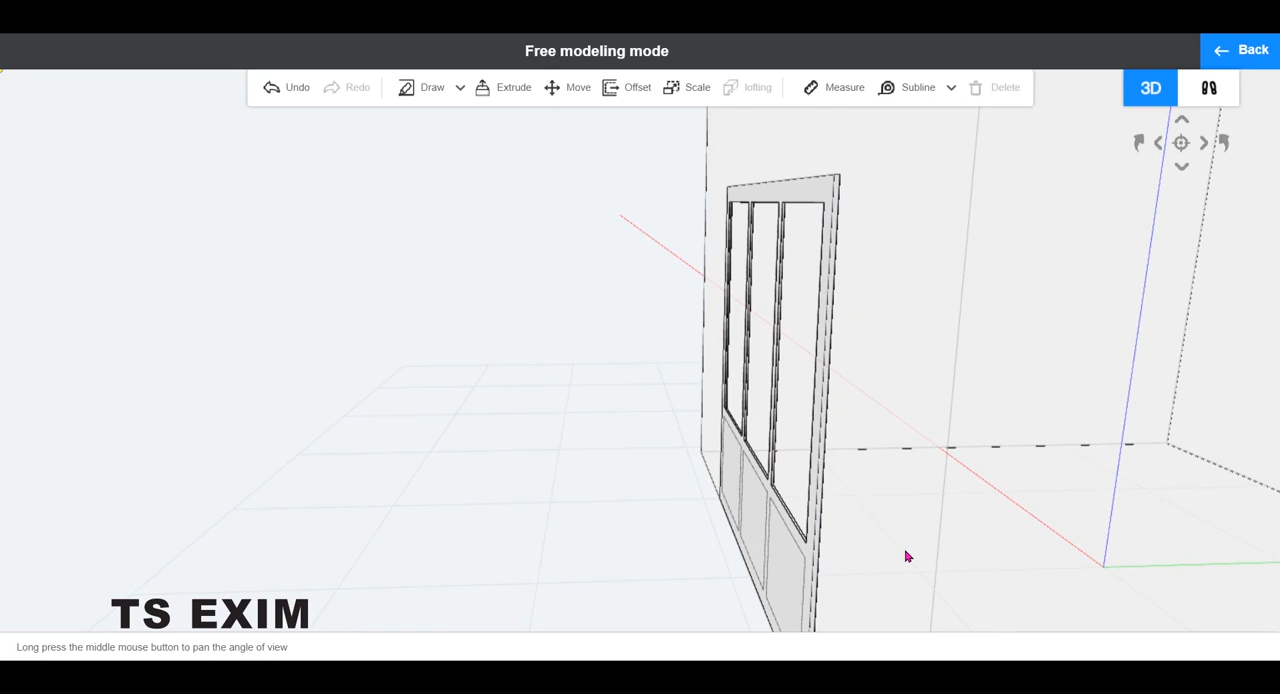 Free modeling mode
Back
Undo Redo Draw Extrude Move Offset Scale lofting Measure Subline Delete
3D
TS EXIM
Long press the middle mouse button to pan the angle of view